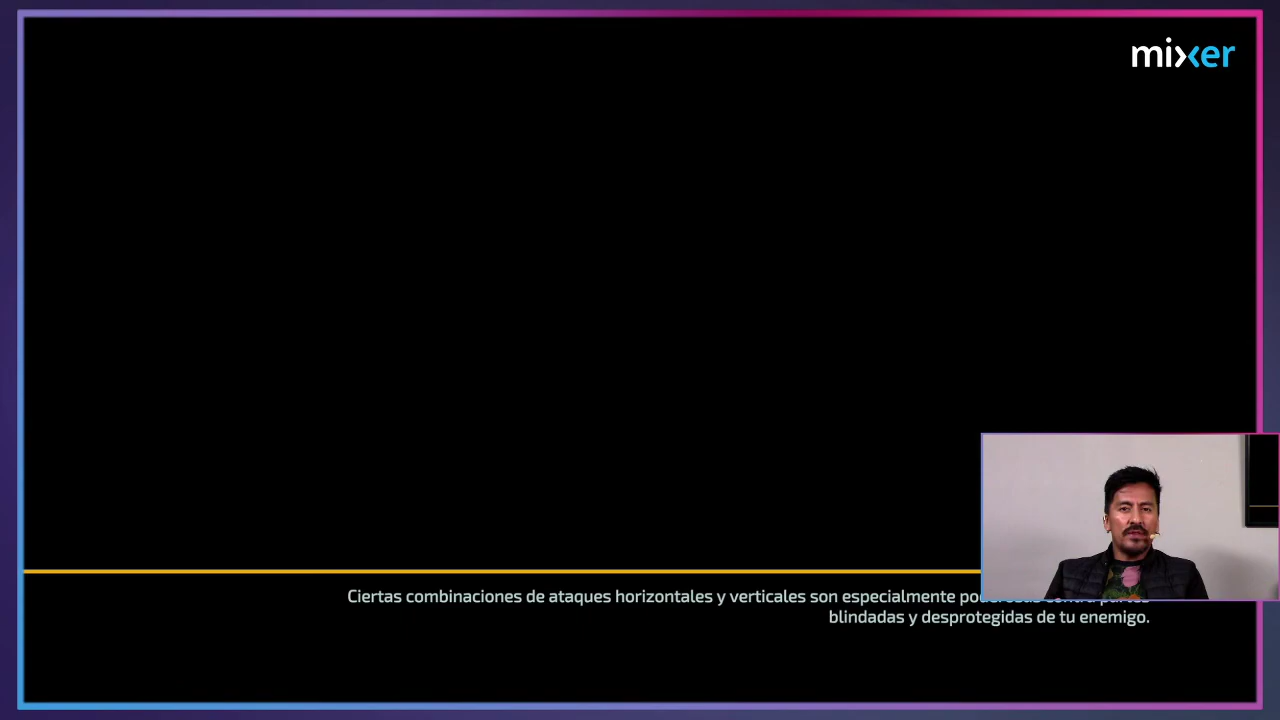 mixer
Ciertas combinaciones de ataques horizontales y verticales son especialmente
blindadas y desprotegidas de tu enemigo.